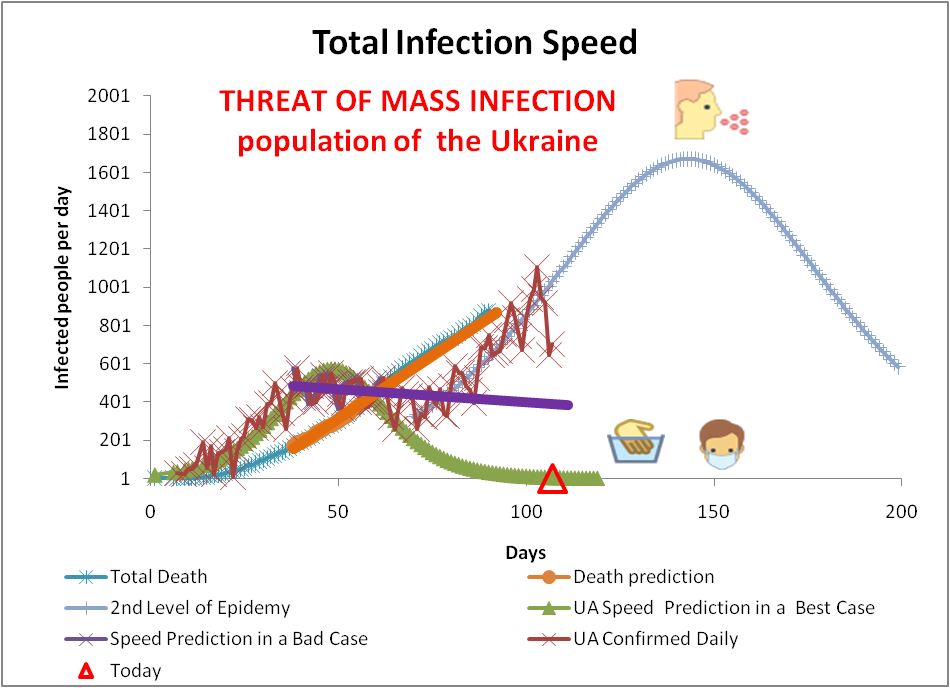 Total Infection Speed
THREAT OF MASS INFECTION
population of the Ukraine
Infected people per day
2001
1801
1601
1401
1201
1001
801
601
401
201
1
0 50 100 150 200
Days
Total Death
Death prediction
2nd Level of Epidemy
UA Speed Prediction in a Best Case
Speed Prediction in a Bad Case
UA Confirmed Daily
Today